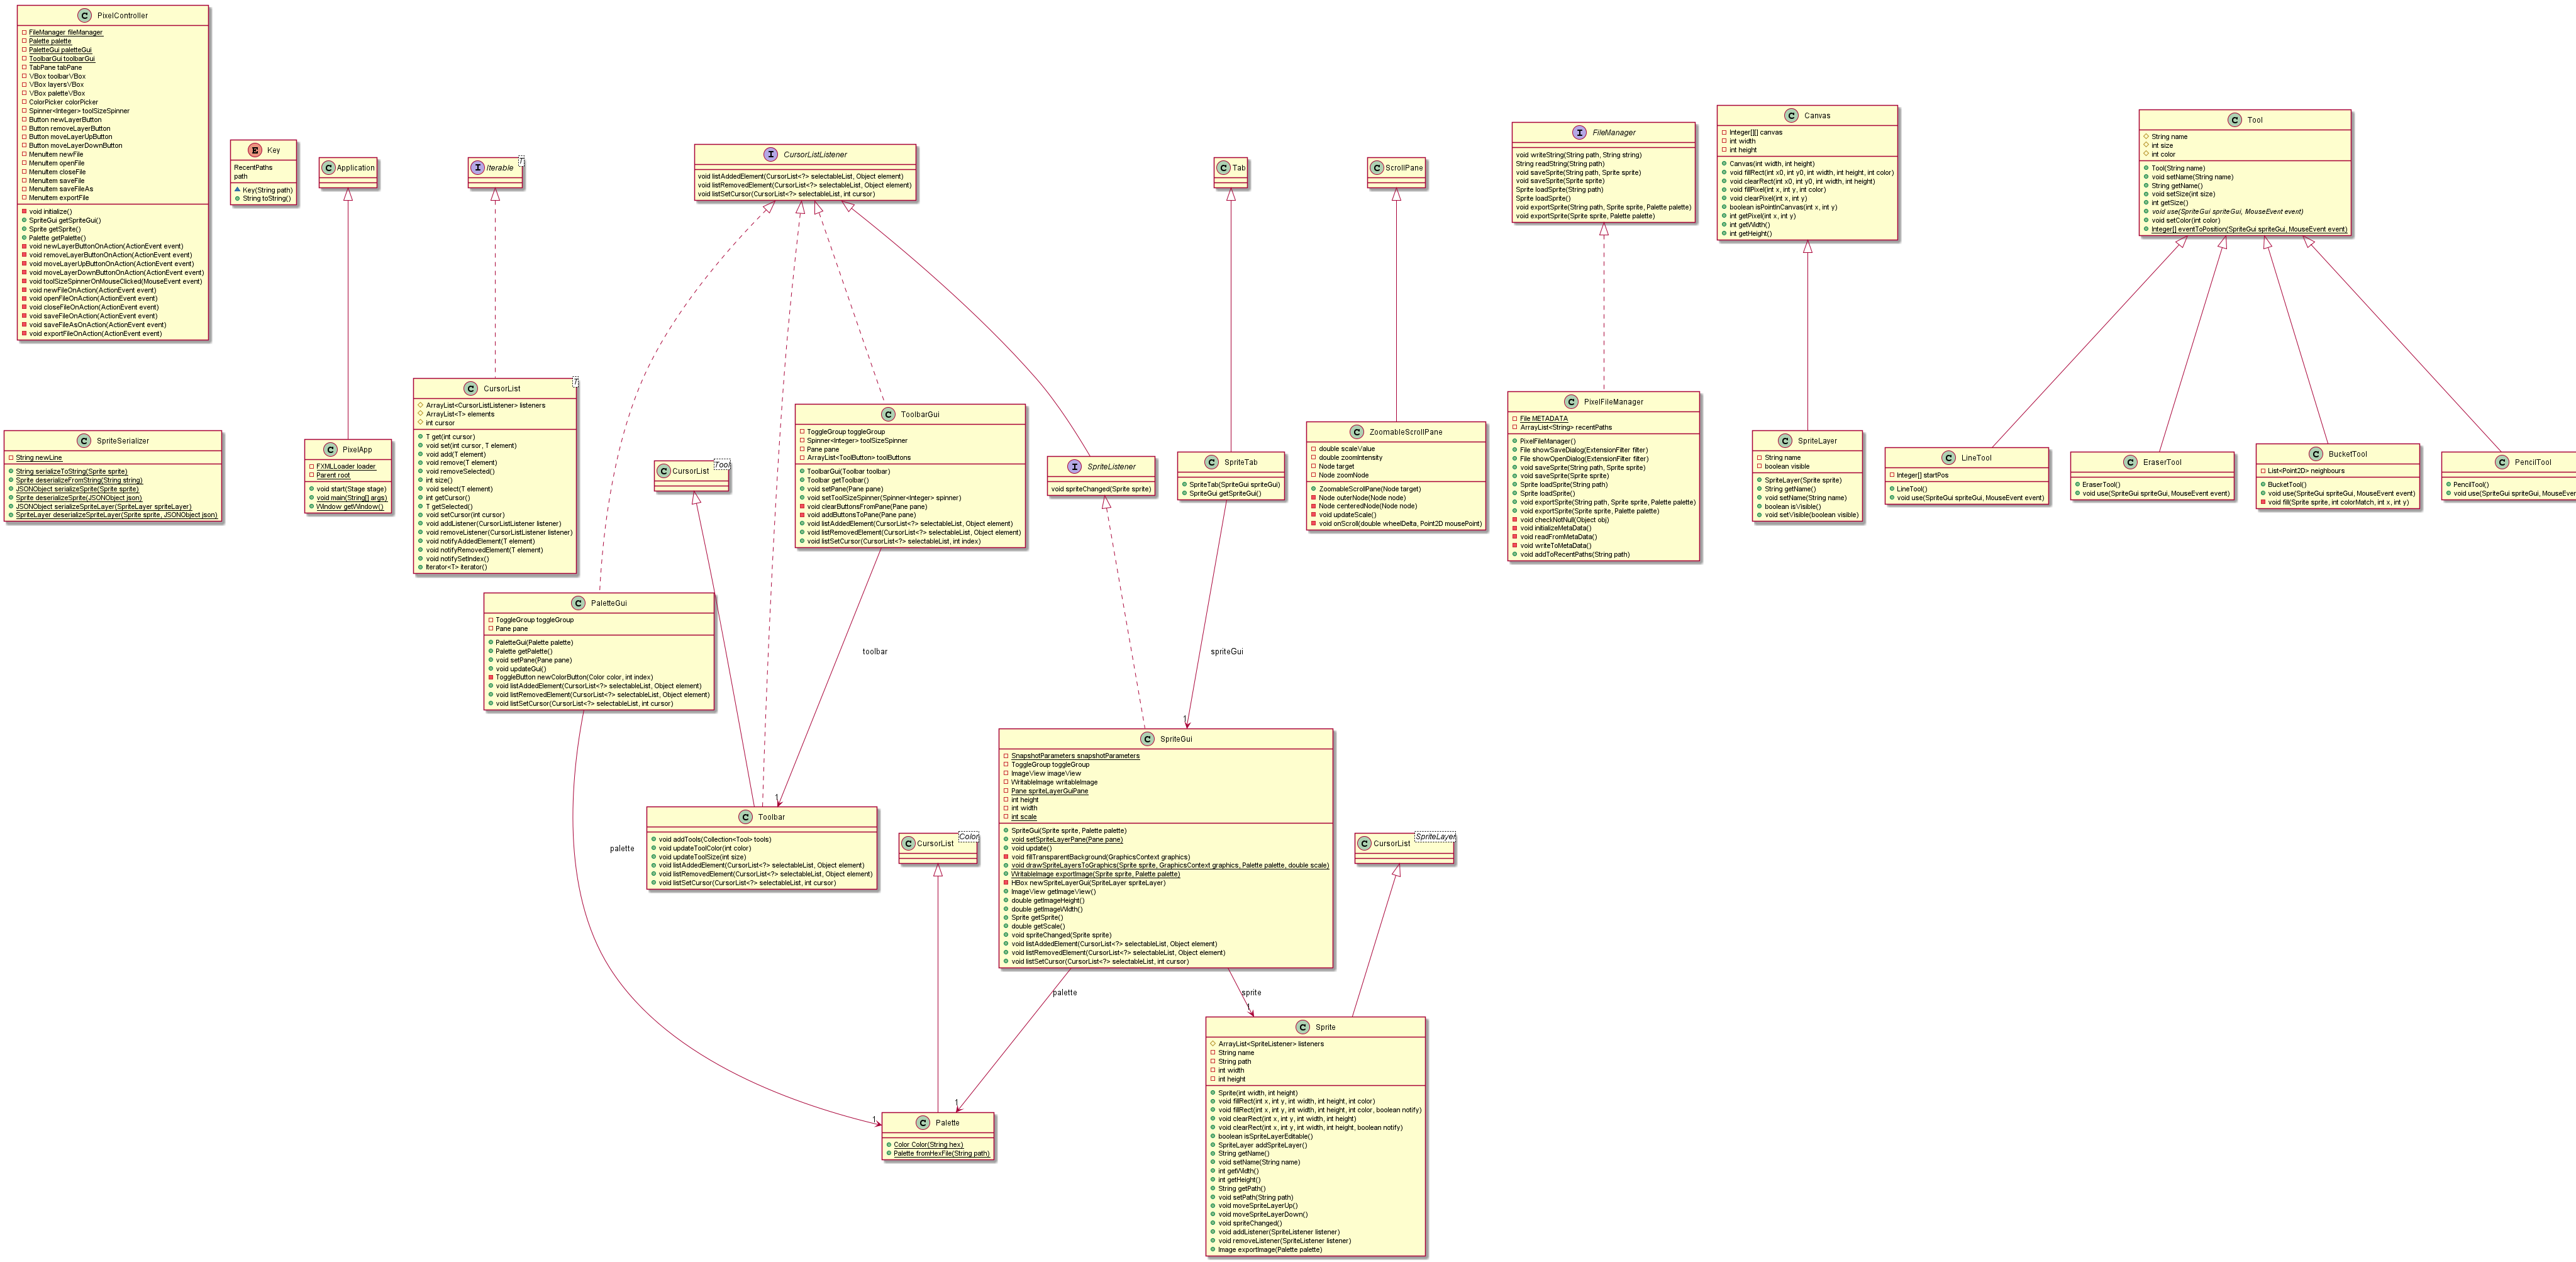 PixelController
FileManager fileManager
Palette palette
PaletteGui paletteGui
ToolbarGui toolbarGui
TabPane tabPane
VBox toolbarVBox
VBox layersVBox
VBox paletteVBox
ColorPicker colorPicker
Spinner<Integer> toolSizeSpinner
Button newLayerButton
Button removeLayerButton
Button moveLayerUpButton
Button moveLayerDownButton
MenuItem newFile
MenuItem openFile
MenuItem closeFile
MenuItem saveFile
MenuItem saveFileAs
MenuItem exportFile
void initialize()
SpriteGui getSpriteGui()
Sprite getSprite()
Palette getPalette()
void newLayerButtonOnAction(ActionEvent event)
void removeLayerButtonOnAction(ActionEvent event)
void moveLayerUpButtonOnAction(ActionEvent event)
void moveLayerDownButtonOnAction(ActionEvent event)
void toolSizeSpinnerOnMouseClicked(MouseEvent event)
void newFileOnAction(ActionEvent event)
void openFileOnAction(ActionEvent event)
void closeFileOnAction(ActionEvent event)
void saveFileOnAction(ActionEvent event)
void saveFileAsOnAction(ActionEvent event)
void exportFileOnAction(ActionEvent event)
Key
RecentPaths
path
Key(String path)
String toString()
Application
Iterable
T
CursorListListener
void listAddedElement(CursorList<?> selectableList, Object element)
void listRemovedElement(CursorList<?> selectableList, Object element)
void listSetCursor(CursorList<?> selectableList, int cursor)
Tab
ScrollPane
FileManager
void writeString(String path, String string)
String readString(String path)
void saveSprite(String path, Sprite sprite)
void saveSprite(Sprite sprite)
Sprite loadSprite(String path)
Sprite loadSprite()
void exportSprite(String path, Sprite sprite, Palette palette)
void exportSprite(Sprite sprite, Palette palette)
Canvas
Integer[][] canvas
int width
int height
Canvas(int width, int height)
void fillRect(int x0, int y0, int width, int height, int color)
void clearRect(int x0, int y0, int width, int height)
void fillPixel(int x, int y, int color)
void clearPixel(int x, int y)
boolean isPointInCanvas(int x, int y)
int getPixel(int x, int y)
int getWidth()
int getHeight()
Tool
String name
int size
int color
Tool(String name)
void setName(String name)
String getName()
void setSize(int size)
int getSize()
void use(SpriteGui spriteGui, MouseEvent event)
void setColor(int color)
Integer[] eventToPosition(SpriteGui spriteGui, MouseEvent event)
SpriteSerializer
String newLine
String serializeToString(Sprite sprite)
Sprite deserializeFromString(String string)
JSONObject serializeSprite(Sprite sprite)
Sprite deserializeSprite(JSONObject json)
JSONObject serializeSpriteLayer(SpriteLayer spriteLayer)
SpriteLayer deserializeSpriteLayer(Sprite sprite, JSONObject json)
PixelApp
FXMLLoader loader
Parent root
void start(Stage stage)
void main(String[] args)
Window getWindow()
CursorList
T
ArrayList<CursorListListener> listeners
ArrayList<T> elements
int cursor
T get(int cursor)
void set(int cursor, T element)
void add(T element)
void remove(T element)
void removeSelected()
int size()
void select(T element)
int getCursor()
T getSelected()
void setCursor(int cursor)
void addListener(CursorListListener listener)
void removeListener(CursorListListener listener)
void notifyAddedElement(T element)
void notifyRemovedElement(T element)
void notifySetIndex()
Iterator<T> iterator()
CursorList
Tool
ToolbarGui
ToggleGroup toggleGroup
Spinner<Integer> toolSizeSpinner
Pane pane
ArrayList<ToolButton> toolButtons
ToolbarGui(Toolbar toolbar)
Toolbar getToolbar()
void setPane(Pane pane)
void setToolSizeSpinner(Spinner<Integer> spinner)
void clearButtonsFromPane(Pane pane)
void addButtonsToPane(Pane pane)
void listAddedElement(CursorList<?> selectableList, Object element)
void listRemovedElement(CursorList<?> selectableList, Object element)
void listSetCursor(CursorList<?> selectableList, int index)
SpriteListener
void spriteChanged(Sprite sprite)
SpriteTab
SpriteTab(SpriteGui spriteGui)
SpriteGui getSpriteGui()
ZoomableScrollPane
double scaleValue
double zoomIntensity
Node target
Node zoomNode
ZoomableScrollPane(Node target)
Node outerNode(Node node)
Node centeredNode(Node node)
void updateScale()
void onScroll(double wheelDelta, Point2D mousePoint)
PixelFileManager
File METADATA
ArrayList<String> recentPaths
PixelFileManager()
File showSaveDialog(ExtensionFilter filter)
File showOpenDialog(ExtensionFilter filter)
void saveSprite(String path, Sprite sprite)
void saveSprite(Sprite sprite)
Sprite loadSprite(String path)
Sprite loadSprite()
void exportSprite(String path, Sprite sprite, Palette palette)
void exportSprite(Sprite sprite, Palette palette)
void checkNotNull(Object obj)
void initializeMetaData()
void readFromMetaData()
void writeToMetaData()
void addToRecentPaths(String path)
SpriteLayer
String name
boolean visible
SpriteLayer(Sprite sprite)
String getName()
void setName(String name)
boolean isVisible()
void setVisible(boolean visible)
LineTool
Integer[] startPos
LineTool()
void use(SpriteGui spriteGui, MouseEvent event)
EraserTool
EraserTool()
void use(SpriteGui spriteGui, MouseEvent event)
BucketTool
List<Point2D> neighbours
BucketTool()
void use(SpriteGui spriteGui, MouseEvent event)
void fill(Sprite sprite, int colorMatch, int x, int y)
PencilTool
PencilTool()
void use(SpriteGui spriteGui, MouseEven
PaletteGui
ToggleGroup toggleGroup
Pane pane
PaletteGui(Palette palette)
Palette getPalette()
void setPane(Pane pane)
void updateGui()
ToggleButton newColorButton(Color color, int index)
void listAddedElement(CursorList<?> selectableList, Object element)
void listRemovedElement(CursorList<?> selectableList, Object element)
void listSetCursor(CursorList<?> selectableList, int cursor)
toolbar
1
spriteGui
1
Toolbar
void addTools(Collection<Tool> tools)
void updateToolColor(int color)
void updateToolSize(int size)
void listAddedElement(CursorList<?> selectableList, Object element)
void listRemovedElement(CursorList<?> selectableList, Object element)
void listSetCursor(CursorList<?> selectableList, int cursor)
CursorList
Color
SpriteGui
SnapshotParameters snapshotParameters
ToggleGroup toggleGroup
ImageView imageView
WritableImage writableImage
Pane spriteLayerGuiPane
int height
int width
int scale
SpriteGui(Sprite sprite, Palette palette)
void setSpriteLayerPane(Pane pane)
void update()
void fillTransparentBackground(GraphicsContext graphics)
void drawSpriteLayersToGraphics(Sprite sprite, GraphicsContext graphics, Palette palette, double scale)
WritableImage exportImage(Sprite sprite, Palette palette)
HBox newSpriteLayerGui(SpriteLayer spriteLayer)
ImageView getImageView()
double getImageHeight()
double getImageWidth()
Sprite getSprite()
double getScale()
void spriteChanged(Sprite sprite)
void listAddedElement(CursorList<?> selectableList, Object element)
void listRemovedElement(CursorList<?> selectableList, Object element)
void listSetCursor(CursorList<?> selectableList, int cursor)
CursorList
SpriteLayer
palette
palette
sprite
1
1
1
Palette
Color Color(String hex)
Palette fromHexFile(String path)
Sprite
ArrayList<SpriteListener> listeners
String name
String path
int width
int height
Sprite(int width, int height)
void fillRect(int x, int y, int width, int height, int color)
void fillRect(int x, int y, int width, int height, int color, boolean notify)
void clearRect(int x, int y, int width, int height)
void clearRect(int x, int y, int width, int height, boolean notify)
boolean isSpriteLayerEditable()
SpriteLayer addSpriteLayer()
String getName()
void setName(String name)
int getWidth()
int getHeight()
String getPath()
void setPath(String path)
void moveSpriteLayerUp()
void moveSpriteLayerDown()
void spriteChanged()
void addListener(SpriteListener listener)
void removeListener(SpriteListener listener)
Image exportImage(Palette palette)